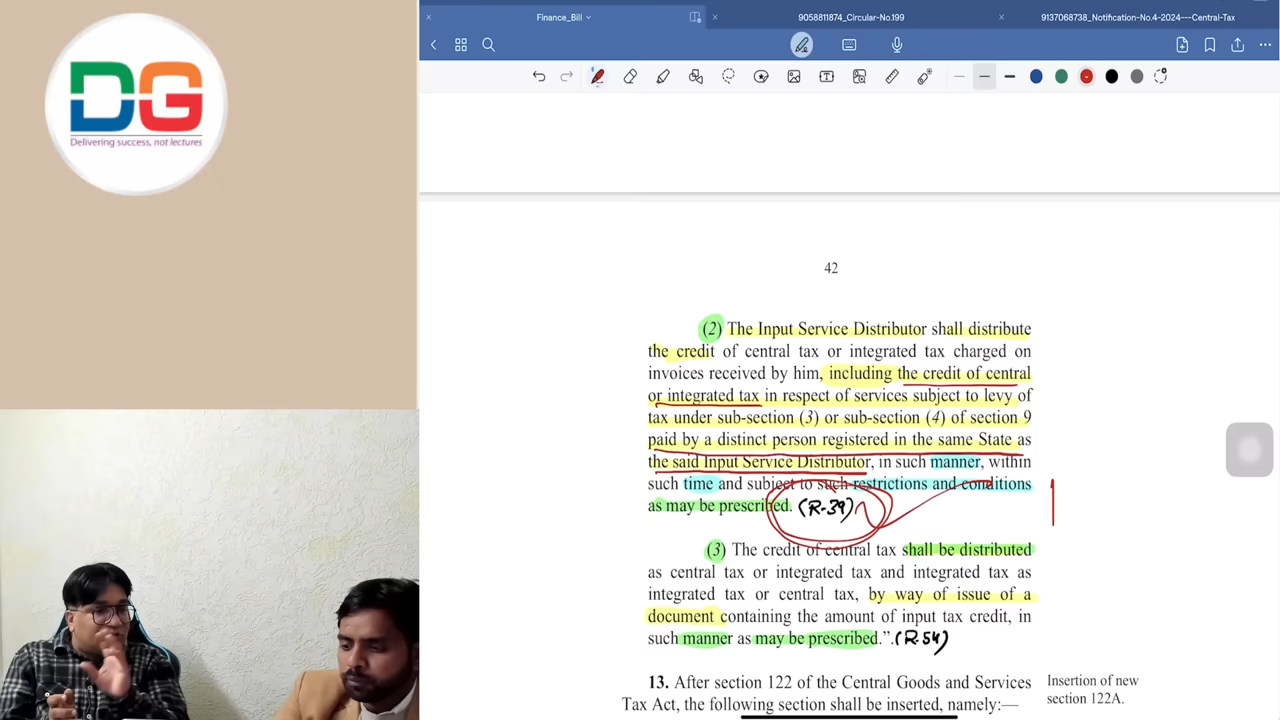 DG
Delivering success, not lectures
Finance_Bill
9058811874_Circular-No.199
9137068738_Notification-No.4-2024---Central-Tax
42
(2) The Input Service Distributor shall distribute
the credit of central tax or integrated tax charged on
invoices received by him, including the credit of central
or integrated tax in respect of services subject to levy of
tax under sub-section (3) or sub-section (4) of section 9
paid by a distinct person registered in the same State as
the said Input Service Distributor, in such manner, within
such time and subject to such restrictions and conditions
as may be prescribed. (R-39)
(3) The credit of central tax shall be distributed
as central tax or integrated tax and integrated tax as
integrated tax or central tax, by way of issue of a
document containing the amount of input tax credit, in
such manner as may be prescribed.”. (R-54)
13. After section 122 of the Central Goods and Services
Tax Act, the following section shall be inserted, namely:—
Insertion of new
section 122A.